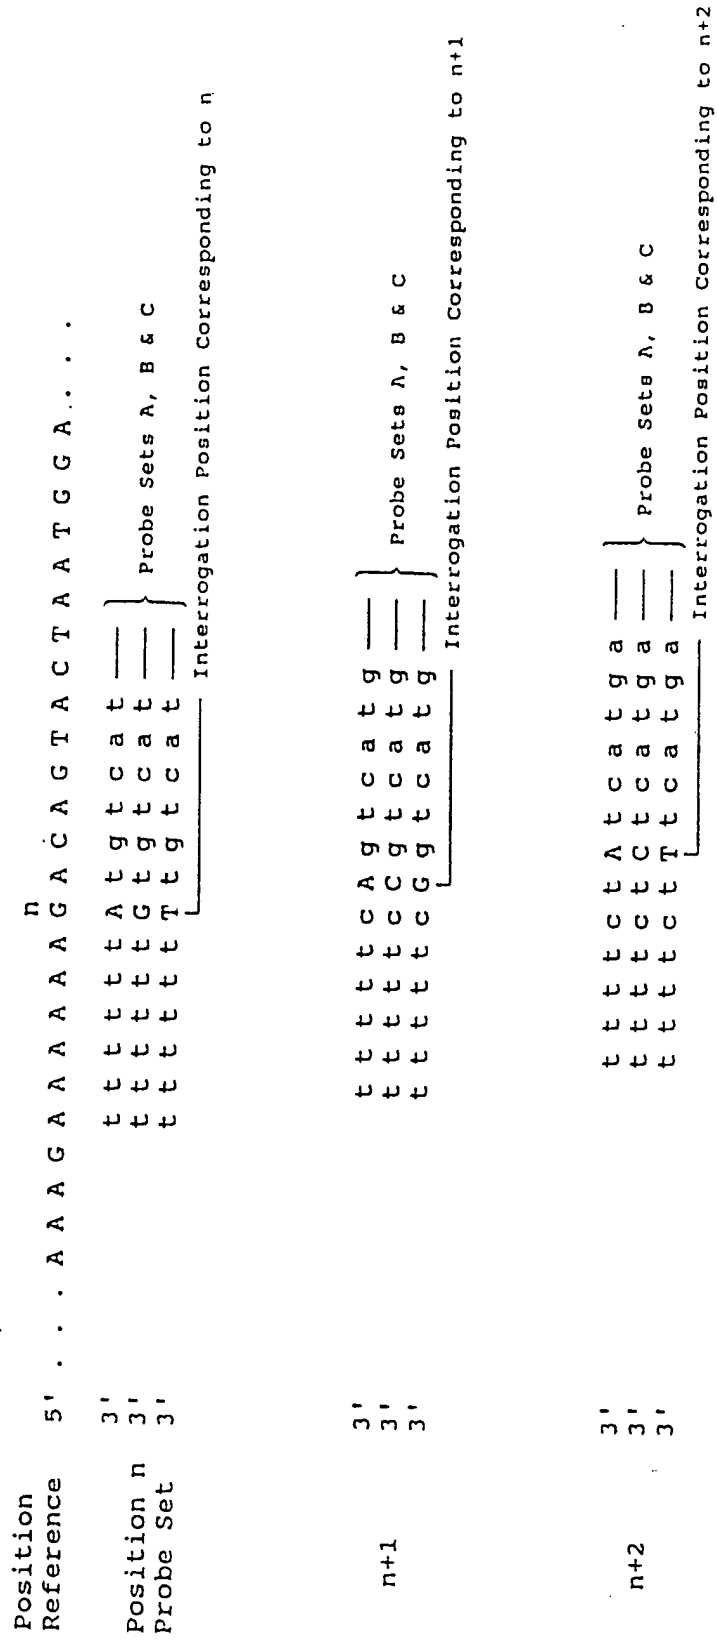 Position n
Reference 5' . . . A A A G A A A A A A G A C A G T A C T A A T G G A . . . .
Position n 3' t t t t t t A t g t c a t
Probe Set 3' t t t t t t G t g t c a t Probe Sets A, B & C
3' t t t t t t T t g t c a t
Interrogation Position Corresponding to n
3' t t t t t c A g t c a t g
n+1 3' t t t t t c C g t c a t g Probe Sets A, B & C
3' t t t t t c G g t c a t g
Interrogation Position Corresponding to n+1
3' t t t t c t A t c a t g a
n+2 3' t t t t c t C t c a t g a Probe Sets A, B & C
3' t t t t c t T t c a t g a
Interrogation Position Corresponding to n+2